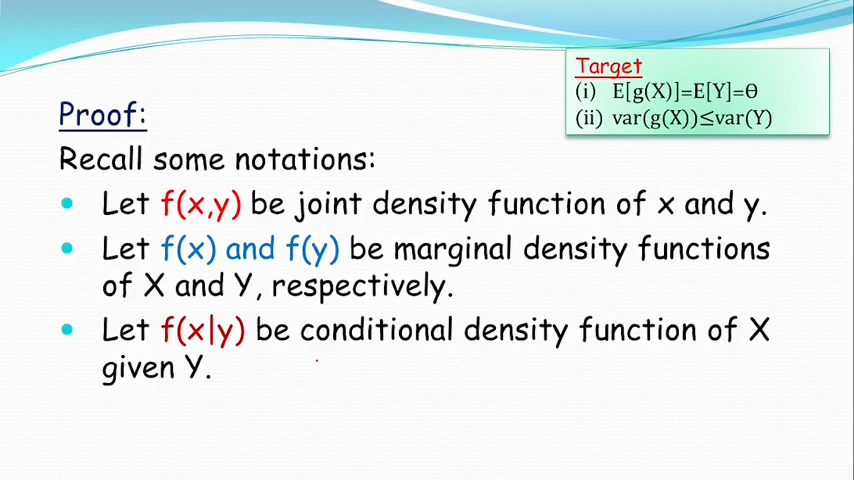 Target
(i) E[g(X)]=E[Y]=θ
(ii) var(g(X))≤var(Y)
Proof:
Recall some notations:
• Let f(x,y) be joint density function of x and y.
• Let f(x) and f(y) be marginal density functions
of X and Y, respectively.
• Let f(x|y) be conditional density function of X
given Y.